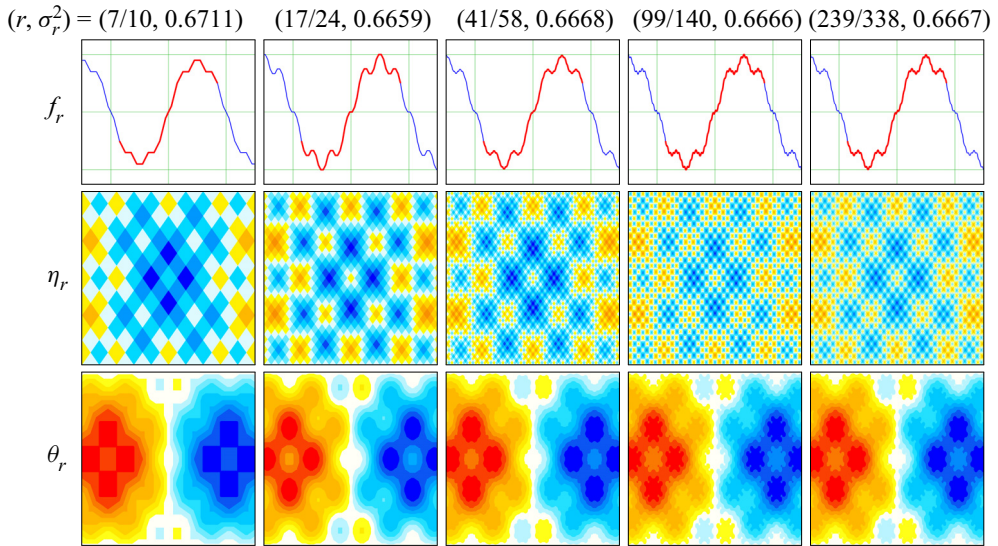 (r, σ_r^2) = (7/10, 0.6711) (17/24, 0.6659) (41/58, 0.6668) (99/140, 0.6666) (239/338, 0.6667)
f_r
η_r
θ_r